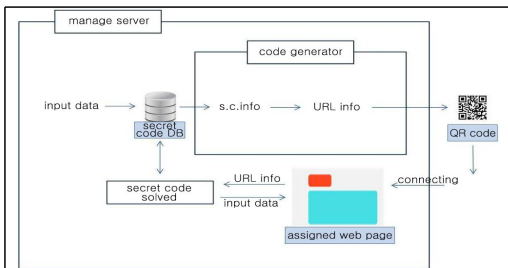 manage server
code generator
input data
s.c.info
URL info
secret
code DB
QR code
URL info
connecting
secret code
solved
input data
assigned web page